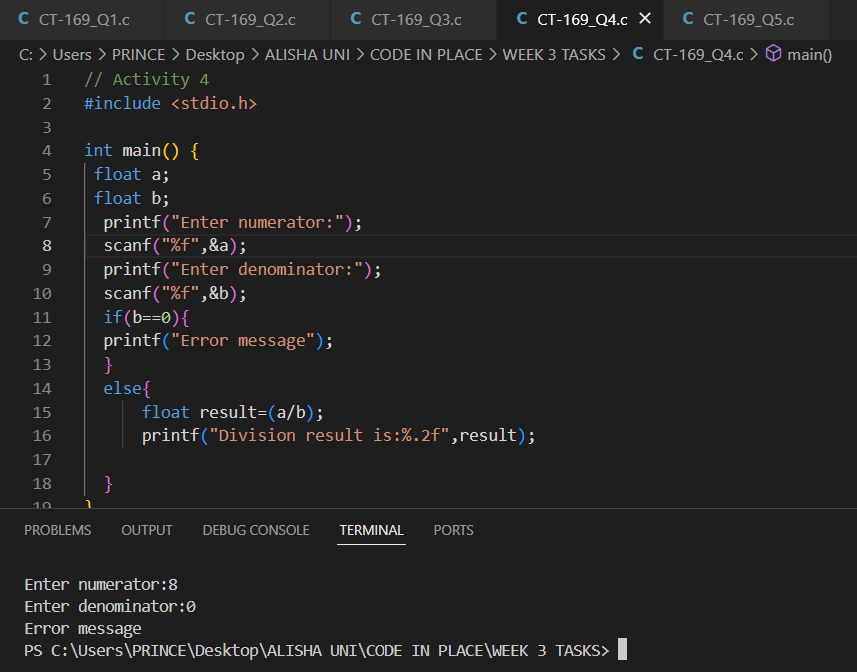 C CT-169_Q1.c C CT-169_Q2.c C CT-169_Q3.c C CT-169_Q4.c × C CT-169_Q5.c
C: > Users > PRINCE > Desktop > ALISHA UNI > CODE IN PLACE > WEEK 3 TASKS > C CT-169_Q4.c > main()
1 // Activity 4
2 #include <stdio.h>
3
4 int main() {
5 float a;
6 float b;
7 printf("Enter numerator:");
8 scanf("%f",&a);
9 printf("Enter denominator:");
10 scanf("%f",&b);
11 if(b==0){
12 printf("Error message");
13 }
14 else{
15 float result=(a/b);
16 printf("Division result is:%.2f",result);
17
18 }
19 }
PROBLEMS OUTPUT DEBUG CONSOLE TERMINAL PORTS
Enter numerator:8
Enter denominator:0
Error message
PS C:\Users\PRINCE\Desktop\ALISHA UNI\CODE IN PLACE\WEEK 3 TASKS>